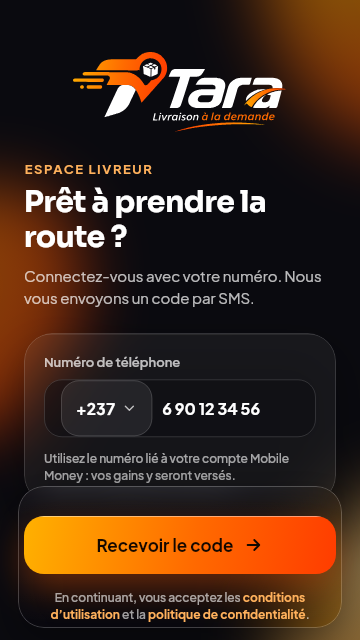 Tara
Livraison à la demande
ESPACE LIVREUR
Prêt à prendre la
route ?
Connectez-vous avec votre numéro. Nous
vous envoyons un code par SMS.
Numéro de téléphone
+237 6 90 12 34 56
Utilisez le numéro lié à votre compte Mobile
Money : vos gains y seront versés.
Recevoir le code →
En continuant, vous acceptez les conditions
d'utilisation et la politique de confidentialité.